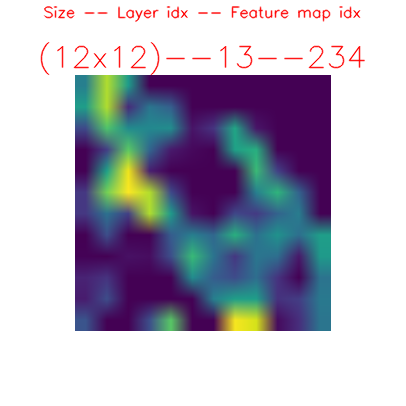 Size -- Layer idx -- Feature map idx
(12x12)--13--234